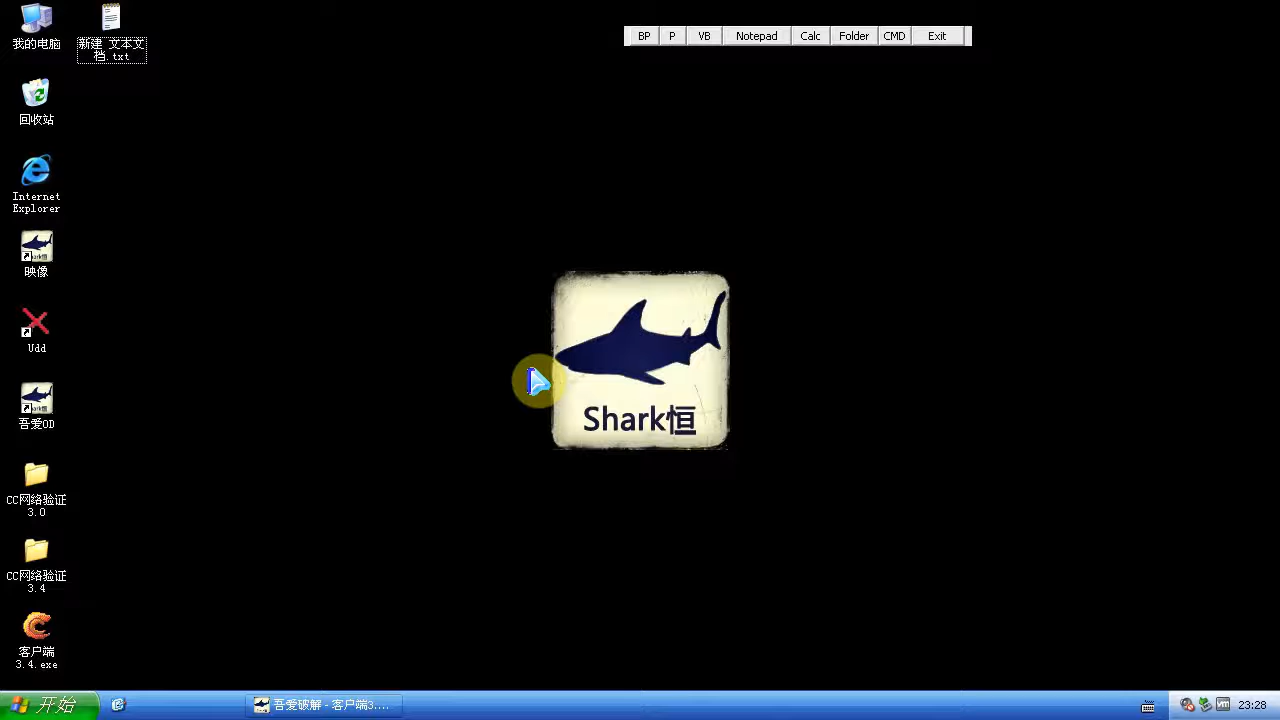 我的电脑
新建 文本文
档.txt
BP
P
VB
Notepad
Calc
Folder
CMD
Exit
回收站
Internet
Explorer
映像
Udd
吾爱OD
CC网络验证
3.0
CC网络验证
3.4
客户端
3.4.exe
Shark恒
开始
吾爱破解 - 客户端3....
23:28